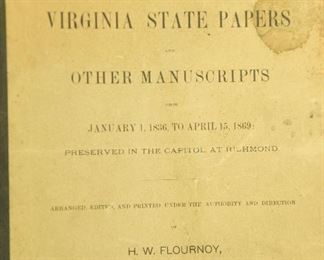 VIRGINIA STATE PAPERS
AND
OTHER MANUSCRIPTS
FROM
JANUARY 1, 1836, TO APRIL 15, 1869;
PRESERVED IN THE CAPITOL AT RICHMOND
ARRANGED, EDITED, AND PRINTED UNDER THE AUTHORITY AND DIRECTION
OF
H. W. FLOURNOY,